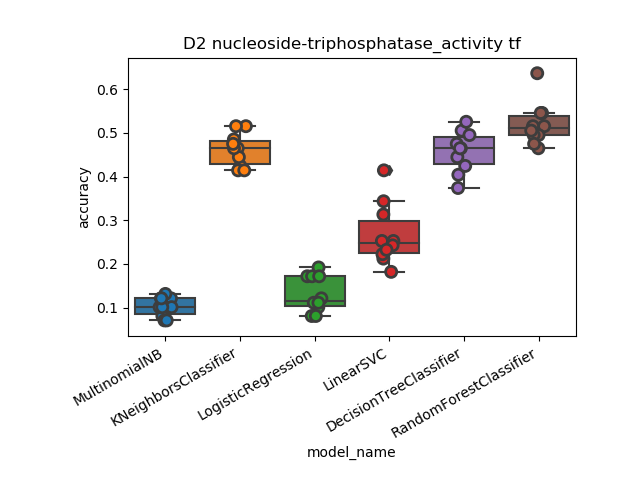 D2 nucleoside-triphosphatase_activity tf
accuracy
0.6
0.5
0.4
0.3
0.2
0.1
MultinomialNB
KNeighborsClassifier
LogisticRegression
LinearSVC
DecisionTreeClassifier
RandomForestClassifier
model_name